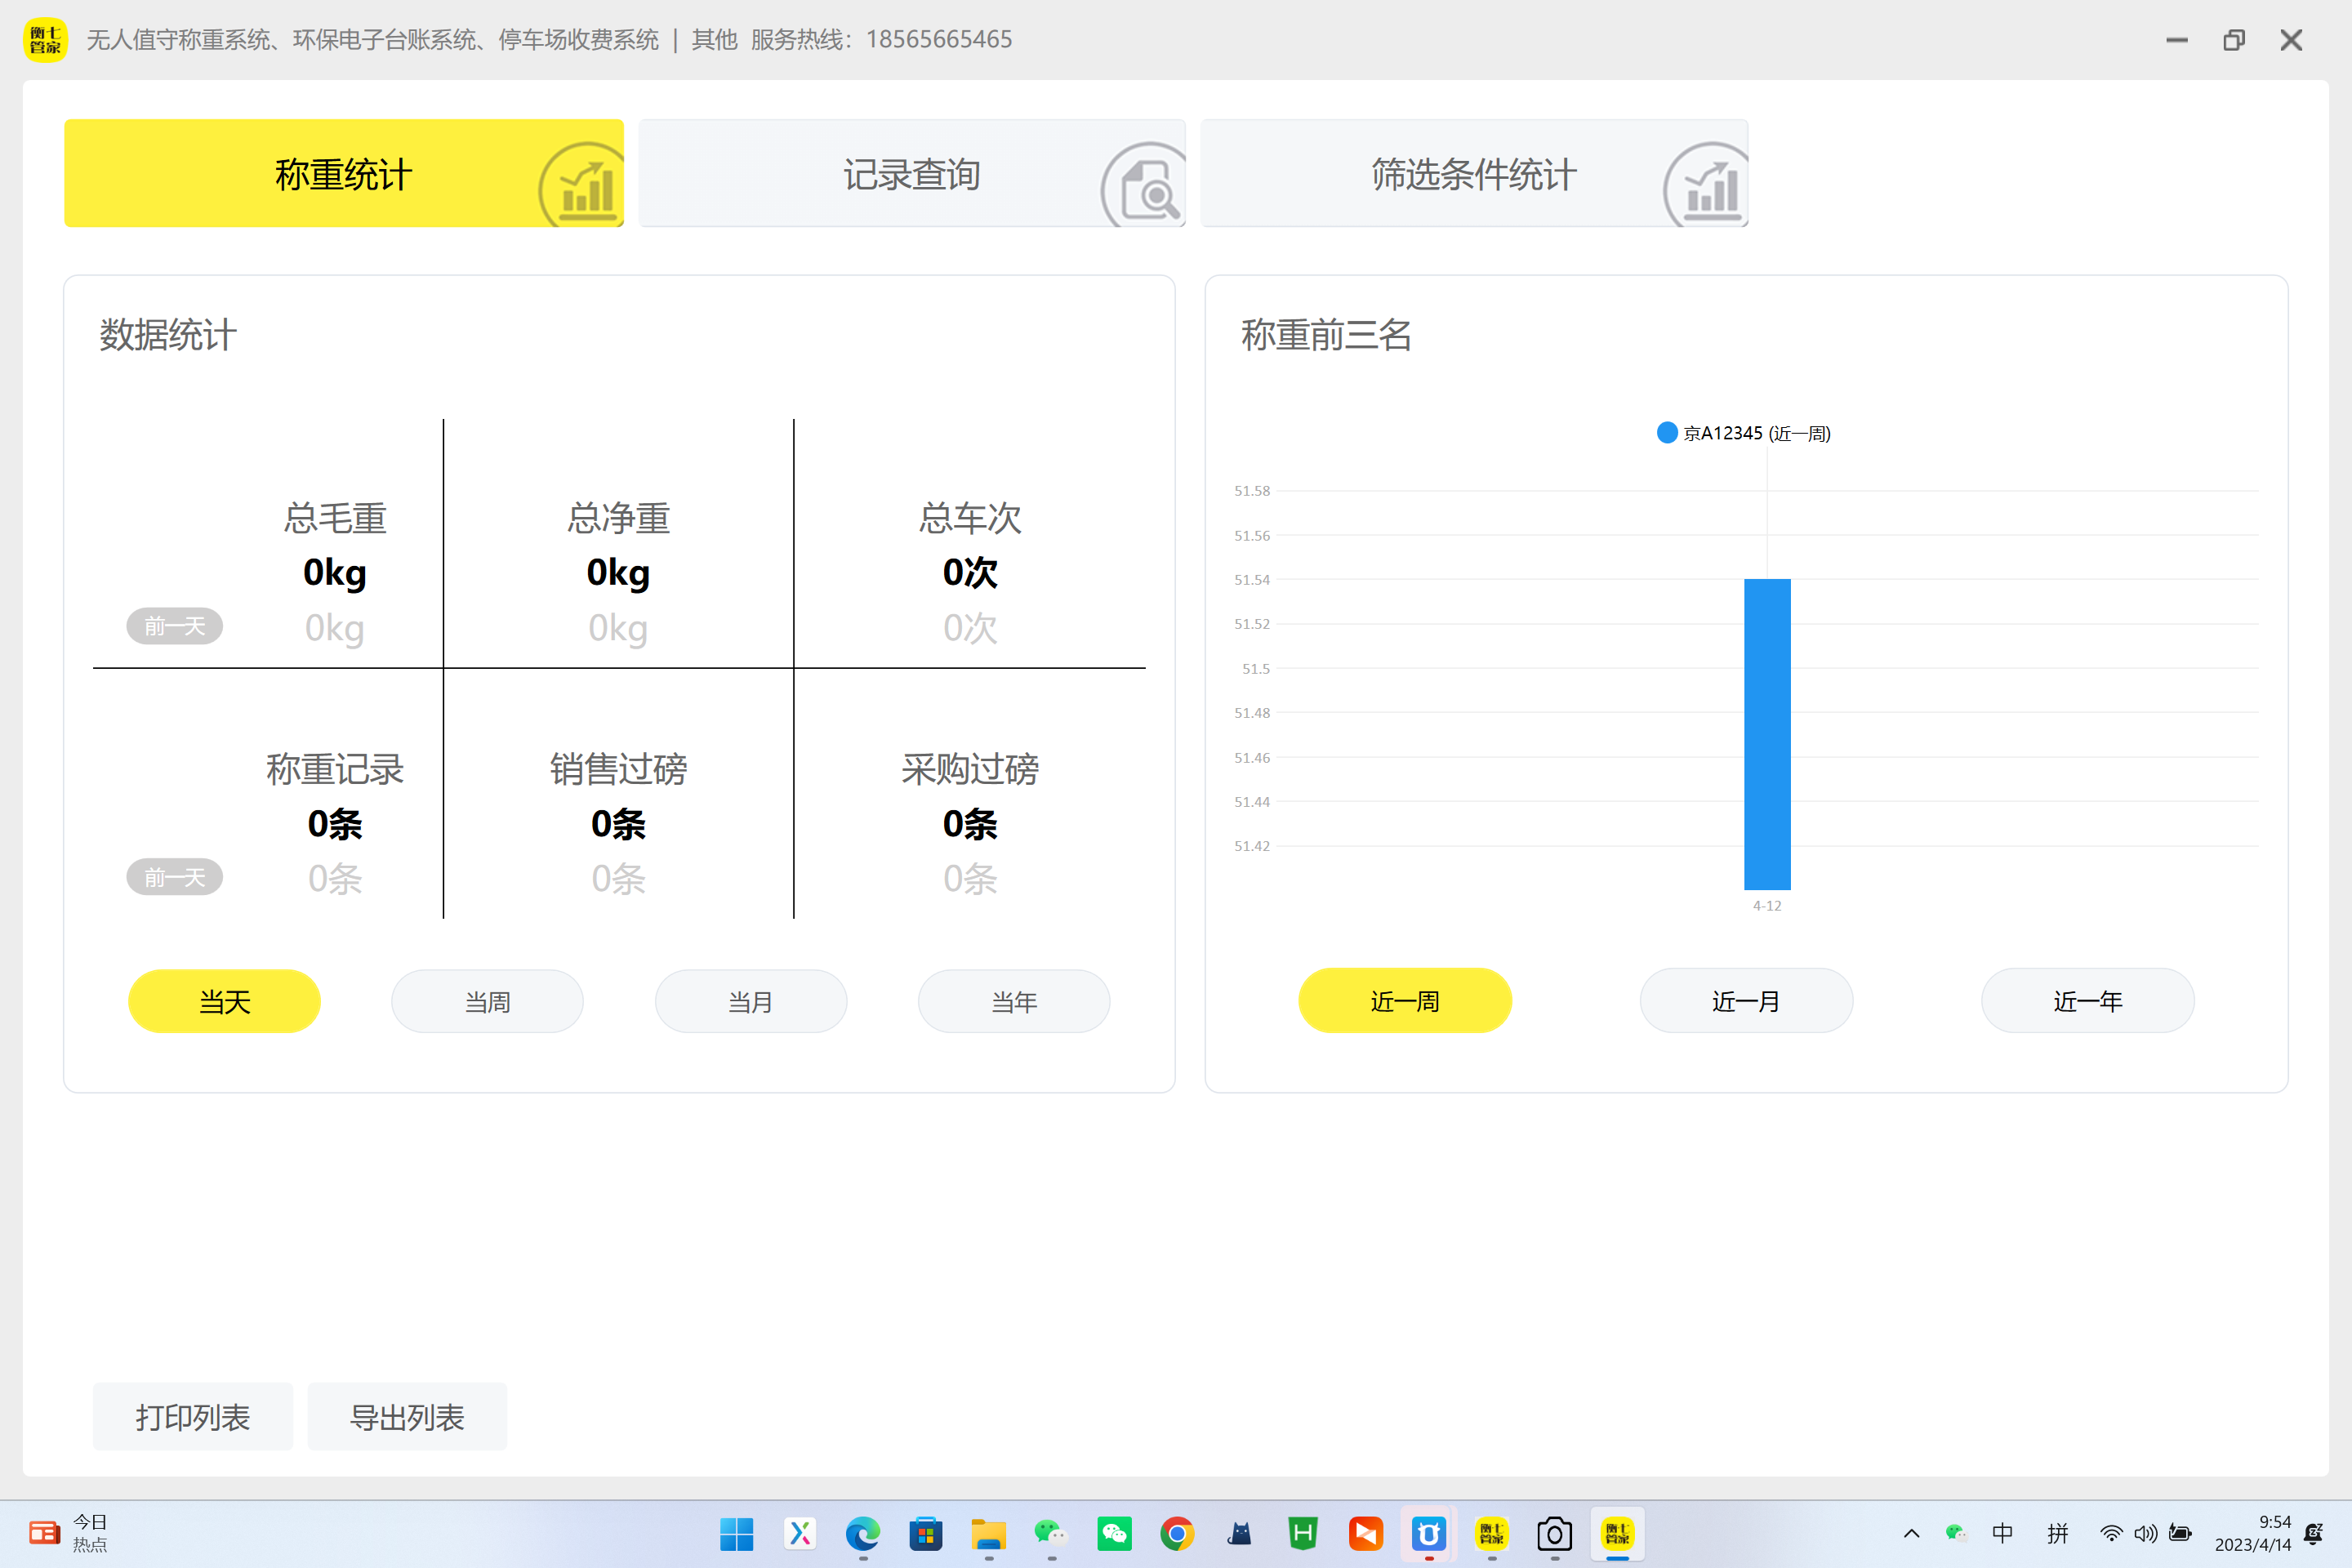 衡七
管家
无人值守称重系统、环保电子台账系统、停车场收费系统 | 其他 服务热线：18565665465
称重统计
记录查询
筛选条件统计
数据统计
总毛重
0kg
前一天
0kg
总净重
0kg
0kg
总车次
0次
0次
称重记录
0条
前一天
0条
销售过磅
0条
0条
采购过磅
0条
0条
当天
当周
当月
当年
称重前三名
京A12345 (近一周)
51.58
51.56
51.54
51.52
51.5
51.48
51.46
51.44
51.42
4-12
近一周
近一月
近一年
打印列表
导出列表
今日
热点
H
衡七
管家
衡七
管家
中
拼
9:54
2023/4/14